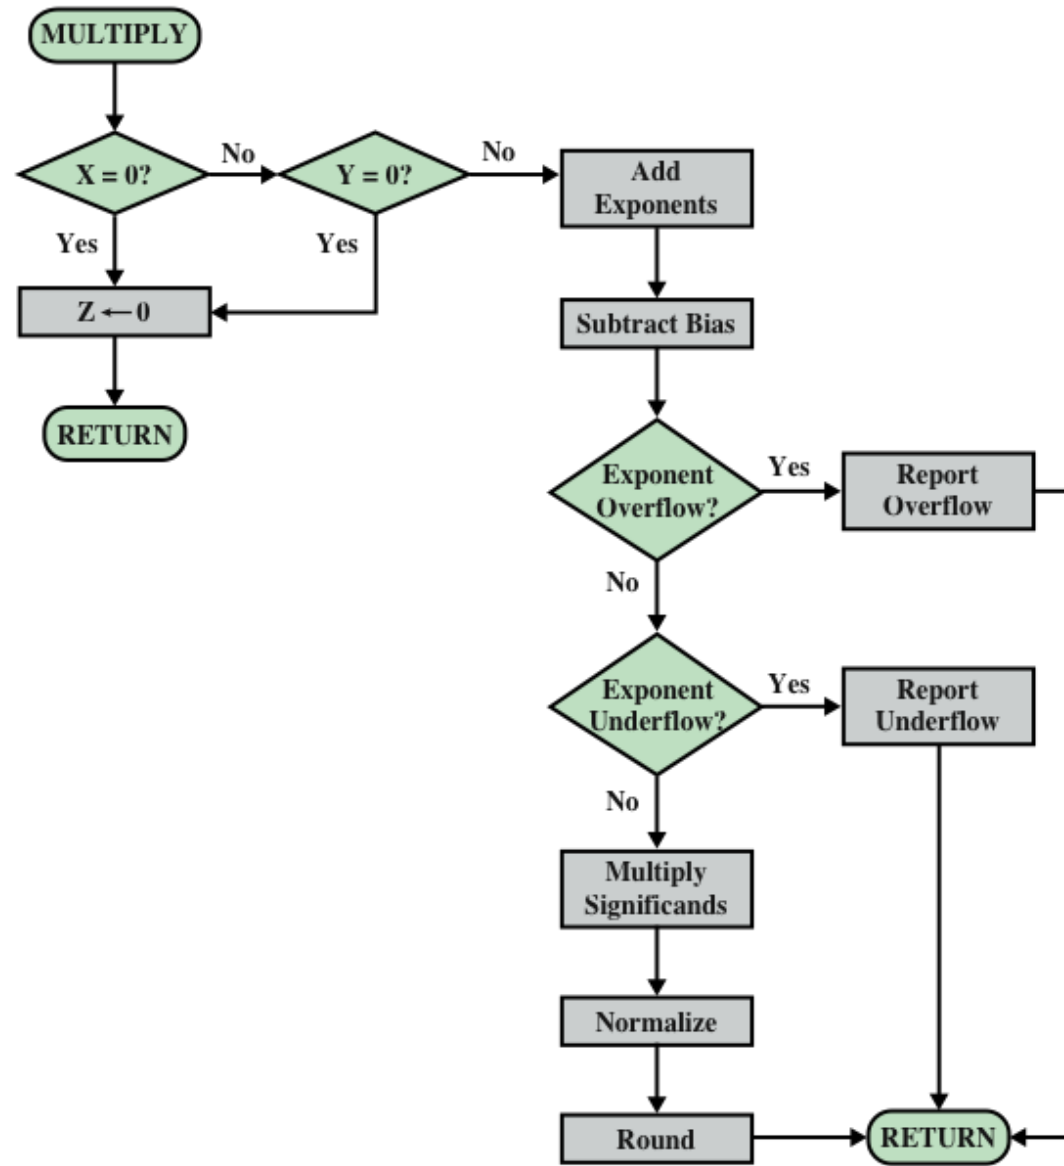 MULTIPLY
X = 0?
No
Y = 0?
No
Add
Exponents
Yes
Yes
Z ← 0
Subtract Bias
RETURN
Exponent
Overflow?
Yes
Report
Overflow
No
Exponent
Underflow?
Yes
Report
Underflow
No
Multiply
Significands
Normalize
Round
RETURN